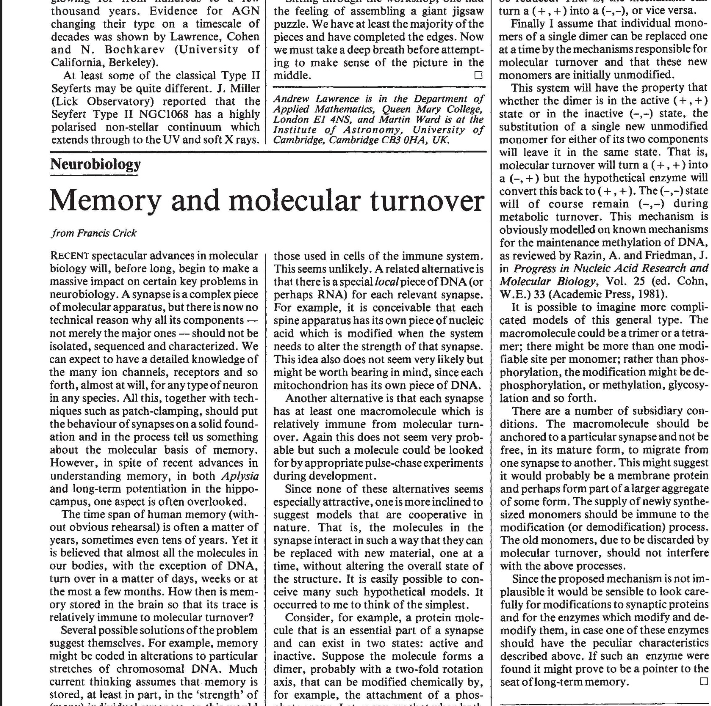 thousand years. Evidence for AGN
changing their type on a timescale of
decades was shown by Lawrence, Cohen
and N. Bochkarev (University of
California, Berkeley).
At least some of the classical Type II
Seyferts may be quite different. J. Miller
(Lick Observatory) reported that the
Seyfert Type II NGC1068 has a highly
polarised non-stellar continuum which
extends through to the UV and soft X rays.
the feeling of assembling a giant jigsaw
puzzle. We have at least the majority of the
pieces and have completed the edges. Now
we must take a deep breath before attempt-
ing to make sense of the picture in the
middle. □
Andrew Lawrence is in the Department of
Applied Mathematics, Queen Mary College,
London E1 4NS, and Martin Ward is at the
Institute of Astronomy, University of
Cambridge, Cambridge CB3 0HA, UK.
Neurobiology
Memory and molecular turnover
from Francis Crick
RECENT spectacular advances in molecular
biology will, before long, begin to make a
massive impact on certain key problems in
neurobiology. A synapse is a complex piece
of molecular apparatus, but there is now no
technical reason why all its components —
not merely the major ones — should not be
isolated, sequenced and characterized. We
can expect to have a detailed knowledge of
the many ion channels, receptors and so
forth, almost at will, for any type of neuron
in any species. All this, together with tech-
niques such as patch-clamping, should put
the behaviour of synapses on a solid found-
ation and in the process tell us something
about the molecular basis of memory.
However, in spite of recent advances in
understanding memory, in both Aplysia
and long-term potentiation in the hippo-
campus, one aspect is often overlooked.
The time span of human memory (with-
out obvious rehearsal) is often a matter of
years, sometimes even tens of years. Yet it
is believed that almost all the molecules in
our bodies, with the exception of DNA,
turn over in a matter of days, weeks or at
the most a few months. How then is mem-
ory stored in the brain so that its trace is
relatively immune to molecular turnover?
Several possible solutions of the problem
suggest themselves. For example, memory
might be coded in alterations to particular
stretches of chromosomal DNA. Much
current thinking assumes that memory is
stored, at least in part, in the 'strength' of
those used in cells of the immune system.
This seems unlikely. A related alternative is
that there is a special local piece of DNA (or
perhaps RNA) for each relevant synapse.
For example, it is conceivable that each
spine apparatus has its own piece of nucleic
acid which is modified when the system
needs to alter the strength of that synapse.
This idea also does not seem very likely but
might be worth bearing in mind, since each
mitochondrion has its own piece of DNA.
Another alternative is that each synapse
has at least one macromolecule which is
relatively immune from molecular turn-
over. Again this does not seem very prob-
able but such a molecule could be looked
for by appropriate pulse-chase experiments
during development.
Since none of these alternatives seems
especially attractive, one is more inclined to
suggest models that are cooperative in
nature. That is, the molecules in the
synapse interact in such a way that they can
be replaced with new material, one at a
time, without altering the overall state of
the structure. It is easily possible to con-
ceive many such hypothetical models. It
occurred to me to think of the simplest.
Consider, for example, a protein mole-
cule that is an essential part of a synapse
and can exist in two states: active and
inactive. Suppose the molecule forms a
dimer, probably with a two-fold rotation
axis, that can be modified chemically by,
for example, the attachment of a phos-
turn a (+,+) into a (–,–), or vice versa.
Finally I assume that individual mono-
mers of a single dimer can be replaced one
at a time by the mechanisms responsible for
molecular turnover and that these new
monomers are initially unmodified.
This system will have the property that
whether the dimer is in the active (+,+)
state or in the inactive (–,–) state, the
substitution of a single new unmodified
monomer for either of its two components
will leave it in the same state. That is,
molecular turnover will turn a (+,+) into
a (–,+) but the hypothetical enzyme will
convert this back to (+,+). The (–,–) state
will of course remain (–,–) during
metabolic turnover. This mechanism is
obviously modelled on known mechanisms
for the maintenance methylation of DNA,
as reviewed by Razin, A. and Friedman, J.
in Progress in Nucleic Acid Research and
Molecular Biology, Vol. 25 (ed. Cohn,
W.E.) 33 (Academic Press, 1981).
It is possible to imagine more compli-
cated models of this general type. The
macromolecule could be a trimer or a tetra-
mer; there might be more than one modi-
fiable site per monomer; rather than phos-
phorylation, the modification might be de-
phosphorylation, or methylation, glycosy-
lation and so forth.
There are a number of subsidiary con-
ditions. The macromolecule should be
anchored to a particular synapse and not be
free, in its mature form, to migrate from
one synapse to another. This might suggest
it would probably be a membrane protein
and perhaps form part of a larger aggregate
of some form. The supply of newly synthe-
sized monomers should be immune to the
modification (or demodification) process.
The old monomers, due to be discarded by
molecular turnover, should not interfere
with the above processes.
Since the proposed mechanism is not im-
plausible it would be sensible to look care-
fully for modifications to synaptic proteins
and for the enzymes which modify and de-
modify them, in case one of these enzymes
should have the peculiar characteristics
described above. If such an enzyme were
found it might prove to be a pointer to the
seat of long-term memory. □